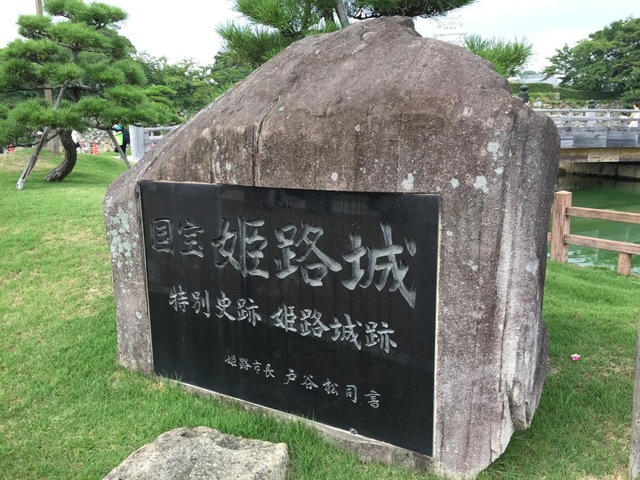 国宝 姫路城
特別史跡 姫路城跡
姫路市長 戸谷松司書